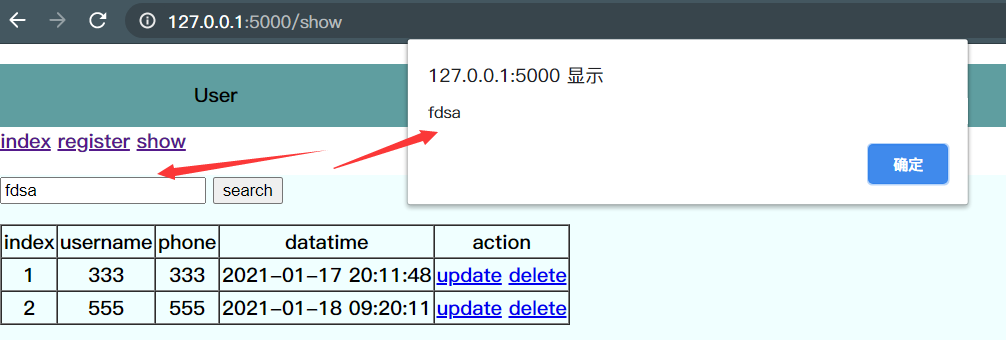 127.0.0.1:5000/show
127.0.0.1:5000 显示
fdsa
确定
User
index register show
fdsa search
index username phone datatime action
1 333 333 2021-01-17 20:11:48 update delete
2 555 555 2021-01-18 09:20:11 update delete